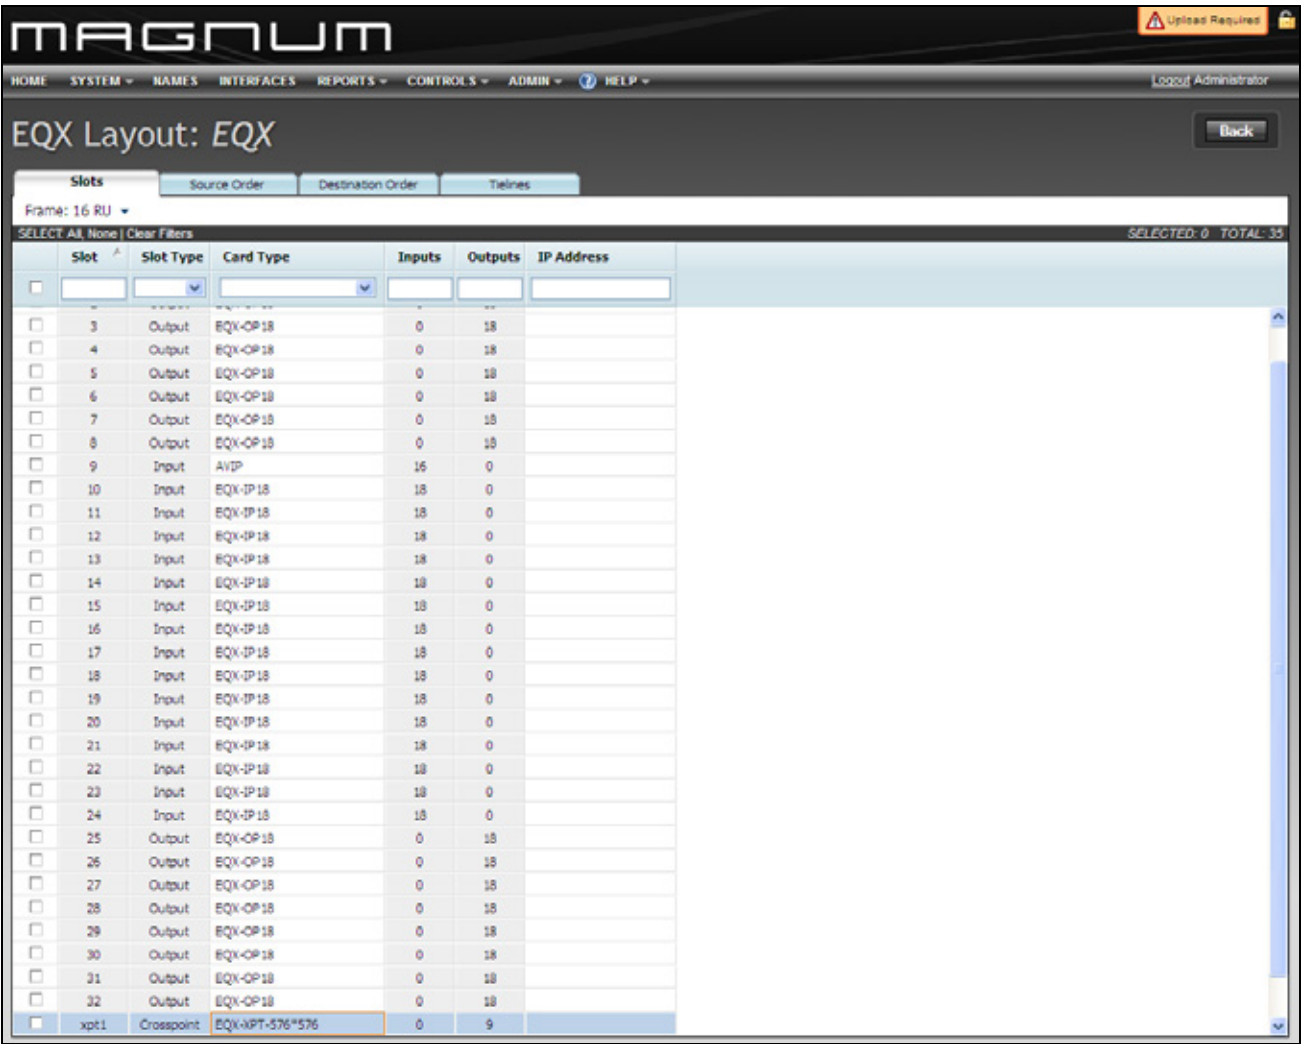 MAGNUM
Upload Required
HOME SYSTEM NAMES INTERFACES REPORTS CONTROLS ADMIN ? HELP Logout Administrator
EQX Layout: EQX
Back
Slots Source Order Destination Order Tielines
Frame: 16 RU
SELECT: All, None | Clear Filters SELECTED: 0 TOTAL: 35
Slot Slot Type Card Type Inputs Outputs IP Address
3 Output EQX-OP18 0 18
4 Output EQX-OP18 0 18
5 Output EQX-OP18 0 18
6 Output EQX-OP18 0 18
7 Output EQX-OP18 0 18
8 Output EQX-OP18 0 18
9 Input AVIP 16 0
10 Input EQX-IP18 18 0
11 Input EQX-IP18 18 0
12 Input EQX-IP18 18 0
13 Input EQX-IP18 18 0
14 Input EQX-IP18 18 0
15 Input EQX-IP18 18 0
16 Input EQX-IP18 18 0
17 Input EQX-IP18 18 0
18 Input EQX-IP18 18 0
19 Input EQX-IP18 18 0
20 Input EQX-IP18 18 0
21 Input EQX-IP18 18 0
22 Input EQX-IP18 18 0
23 Input EQX-IP18 18 0
24 Input EQX-IP18 18 0
25 Output EQX-OP18 0 18
26 Output EQX-OP18 0 18
27 Output EQX-OP18 0 18
28 Output EQX-OP18 0 18
29 Output EQX-OP18 0 18
30 Output EQX-OP18 0 18
31 Output EQX-OP18 0 18
32 Output EQX-OP18 0 18
xpt1 Crosspoint EQX-XPT-576*576 0 9